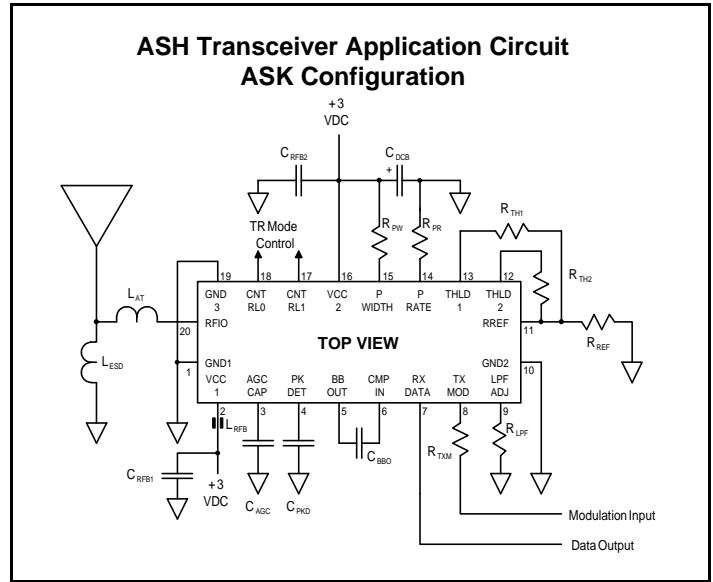 ASH Transceiver Application Circuit
ASK Configuration
+3
VDC
CRFB2
CDCB
+
TR Mode
Control
RPW
RPR
RTH1
RTH2
19
18
17
16
15
14
13
12
GND
3
CNT
RL0
CNT
RL1
VCC
2
P
WIDTH
P
RATE
THLD
1
THLD
2
LAT
20
RFIO
RREF
11
RREF
TOP VIEW
LESD
1
GND1
GND2
10
VCC
1
AGC
CAP
PK
DET
BB
OUT
CMP
IN
RX
DATA
TX
MOD
LPF
ADJ
2
3
4
5
6
7
8
9
LRFB
CRFB1
+3
VDC
CAGC
CPKD
CBBO
RTXM
RLPF
Modulation Input
Data Output